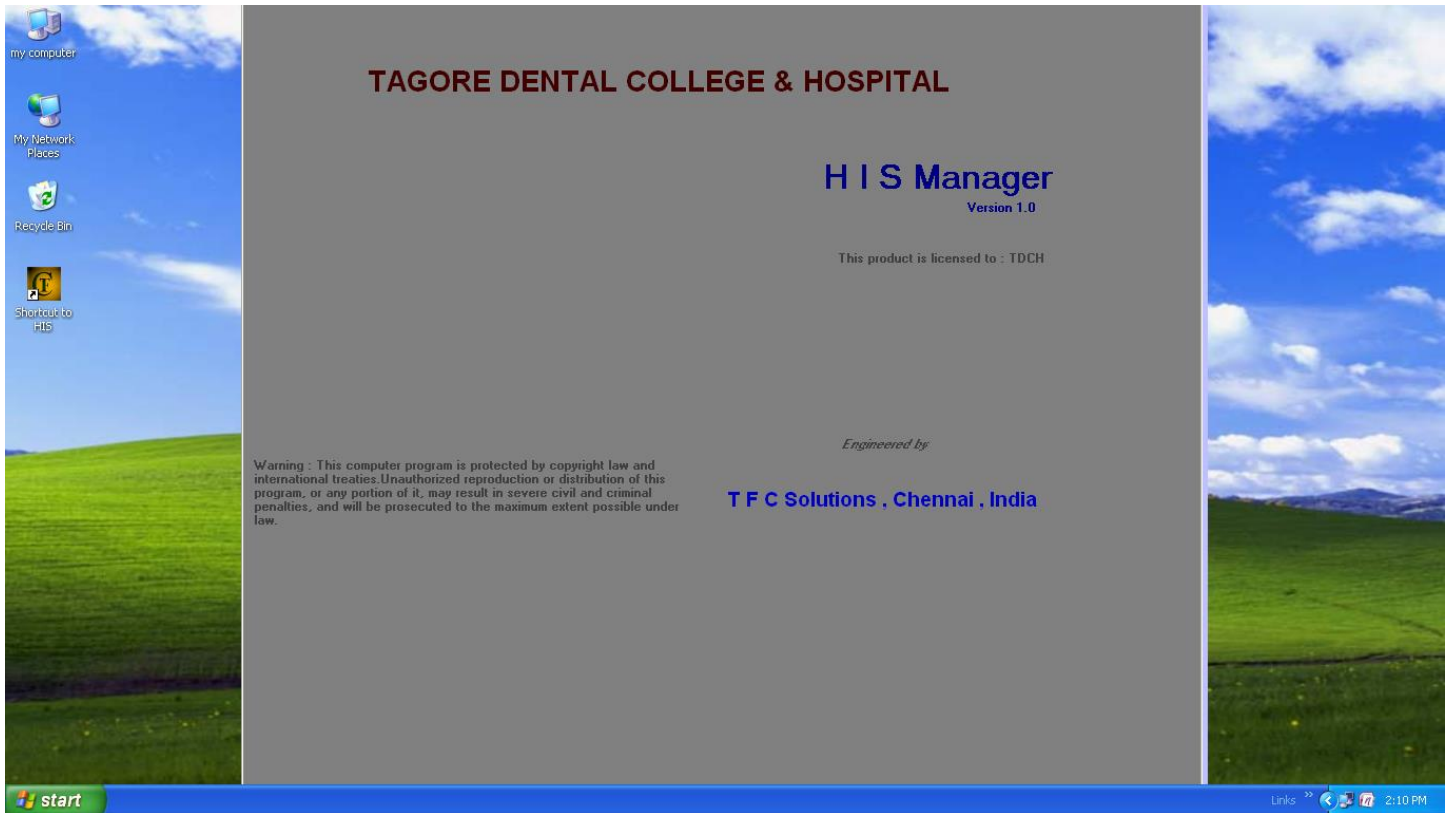 my computer
My Network
Places
Recycle Bin
Shortcut to
HIS
TAGORE DENTAL COLLEGE & HOSPITAL
H I S Manager
Version 1.0
This product is licensed to : TDCH
Engineered by
T F C Solutions , Chennai , India
Warning : This computer program is protected by copyright law and
international treaties.Unauthorized reproduction or distribution of this
program, or any portion of it, may result in severe civil and criminal
penalties, and will be prosecuted to the maximum extent possible under
law.
start
Links
2:10 PM